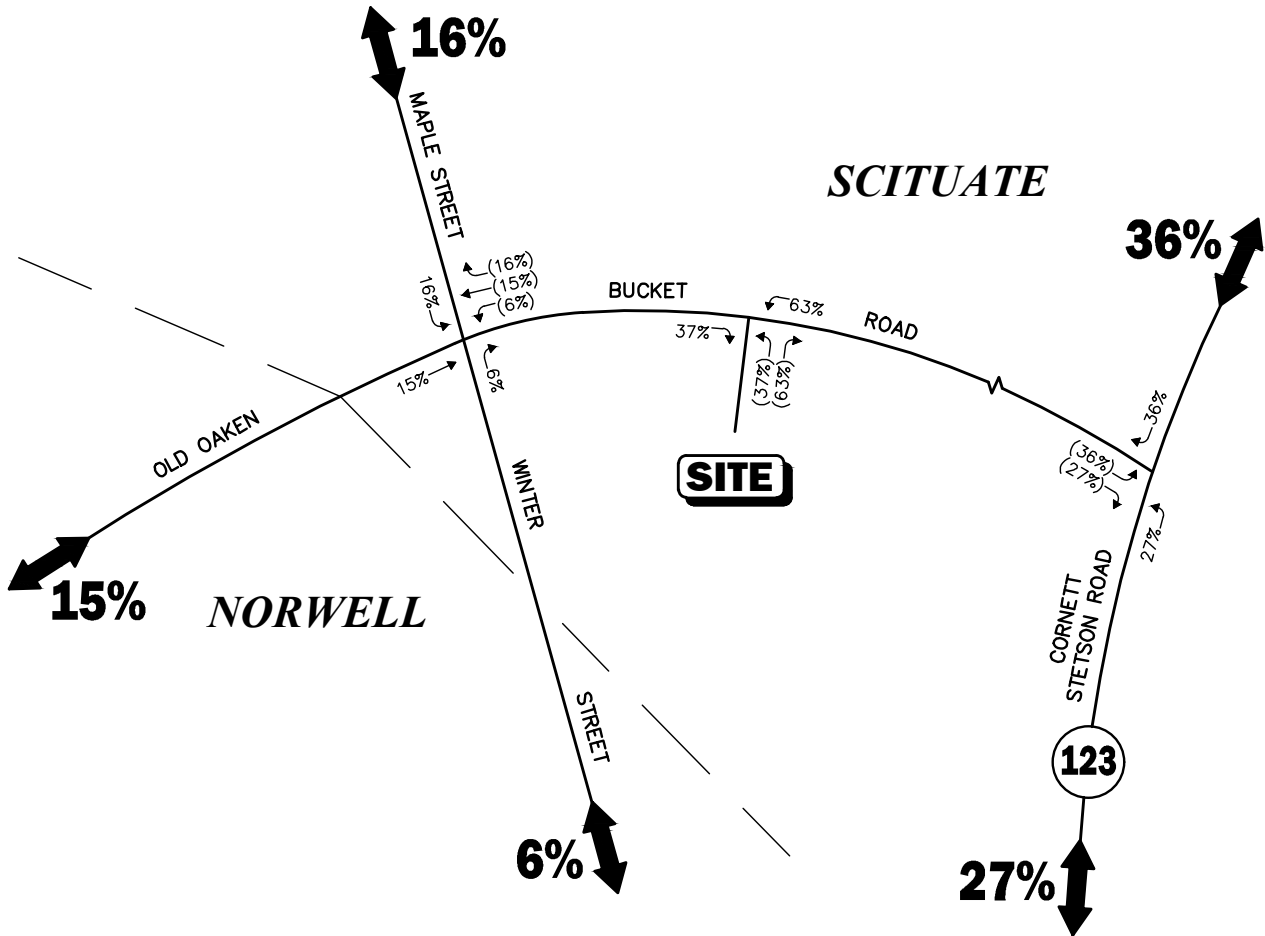 16%
MAPLE STREET
SCITUATE
36%
16%
(16%)
(15%)
(6%)
BUCKET
ROAD
63%
37%
(37%)
(63%)
15%
6%
36%
(36%)
(27%)
27%
OLD OAKEN
SITE
WINTER
STREET
15%
NORWELL
CORNETT
STETSON ROAD
123
6%
27%